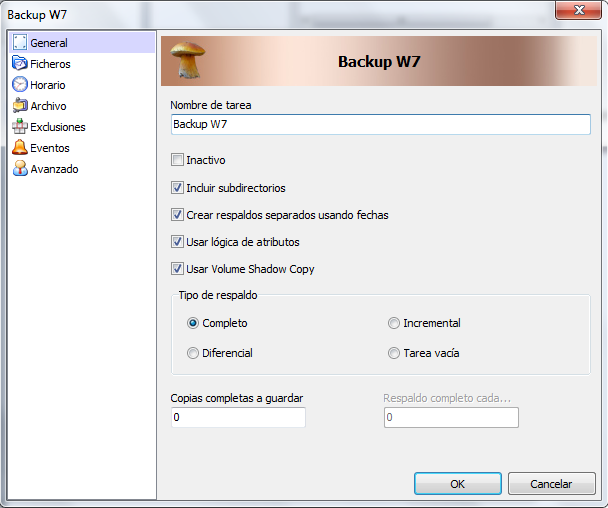 Backup W7
General
Ficheros
Horario
Archivo
Exclusiones
Eventos
Avanzado
Backup W7
Nombre de tarea
Backup W7
Inactivo
Incluir subdirectorios
Crear respaldos separados usando fechas
Usar lógica de atributos
Usar Volume Shadow Copy
Tipo de respaldo
Completo Incremental
Diferencial Tarea vacía
Copias completas a guardar Respaldo completo cada...
0 0
OK Cancelar